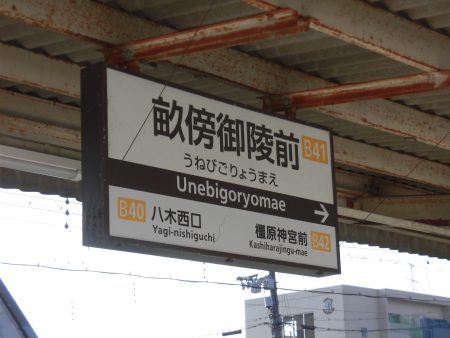 畝傍御陵前 B41
うねびごりょうまえ
Unebigoryomae
B40 八木西口
Yagi-nishiguchi
橿原神宮前 B42
Kashiharajingu-mae